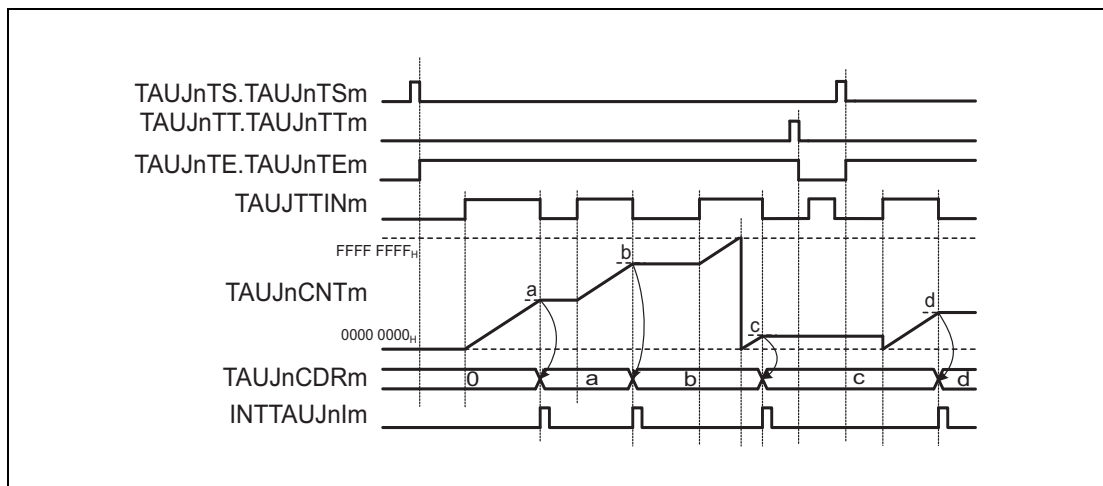 TAUJnTS.TAUJnTSm
TAUJnTT.TAUJnTTm
TAUJnTE.TAUJnTEm
TAUJTTINm
FFFF FFFFH
TAUJnCNTm
a
b
c
d
0000 0000H
TAUJnCDRm
0 a b c d
INTTAUJnIm